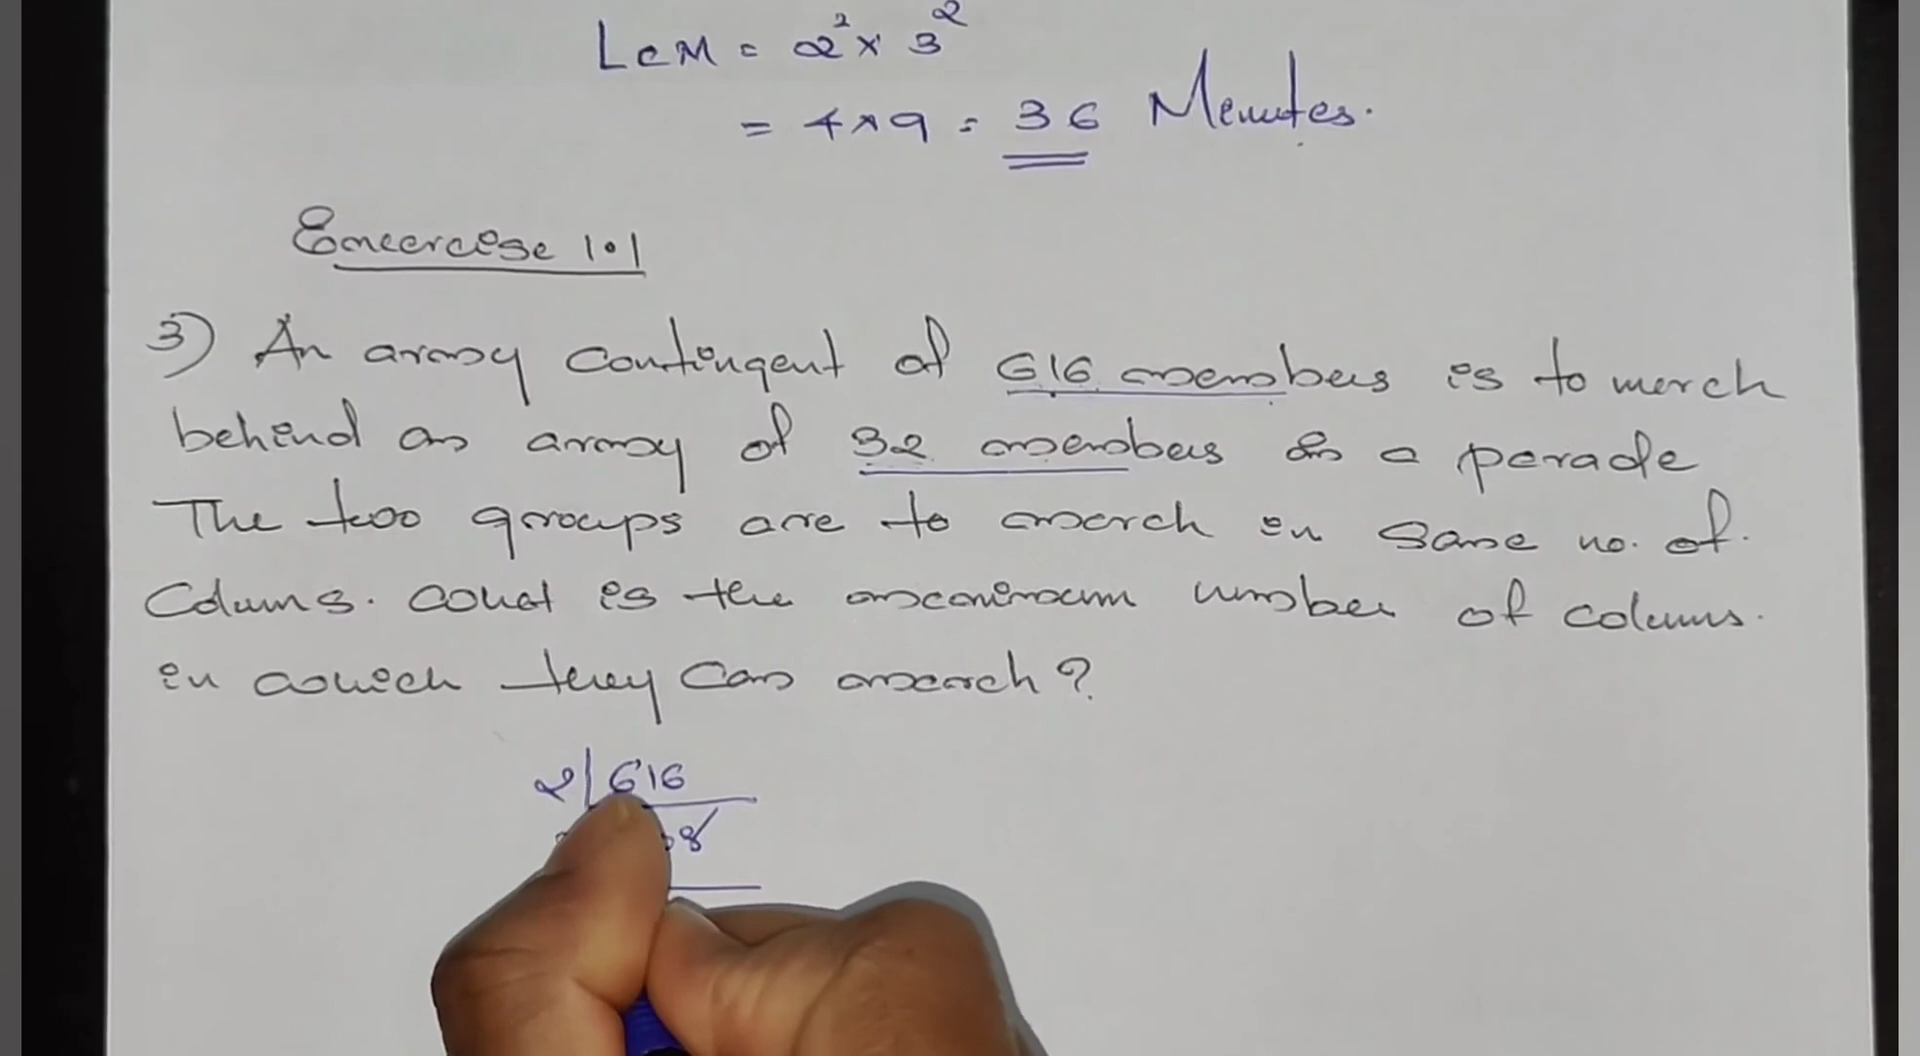 LCM = 2² × 3²
= 4×9 = 36 Minutes.
Exercise 1.1
3) An army contingent of 616 members is to march
behind an army of 32 members in a parade
The two groups are to march in same no. of.
Colums. what is the maximum number of colums.
in which they can march?
2|616
08